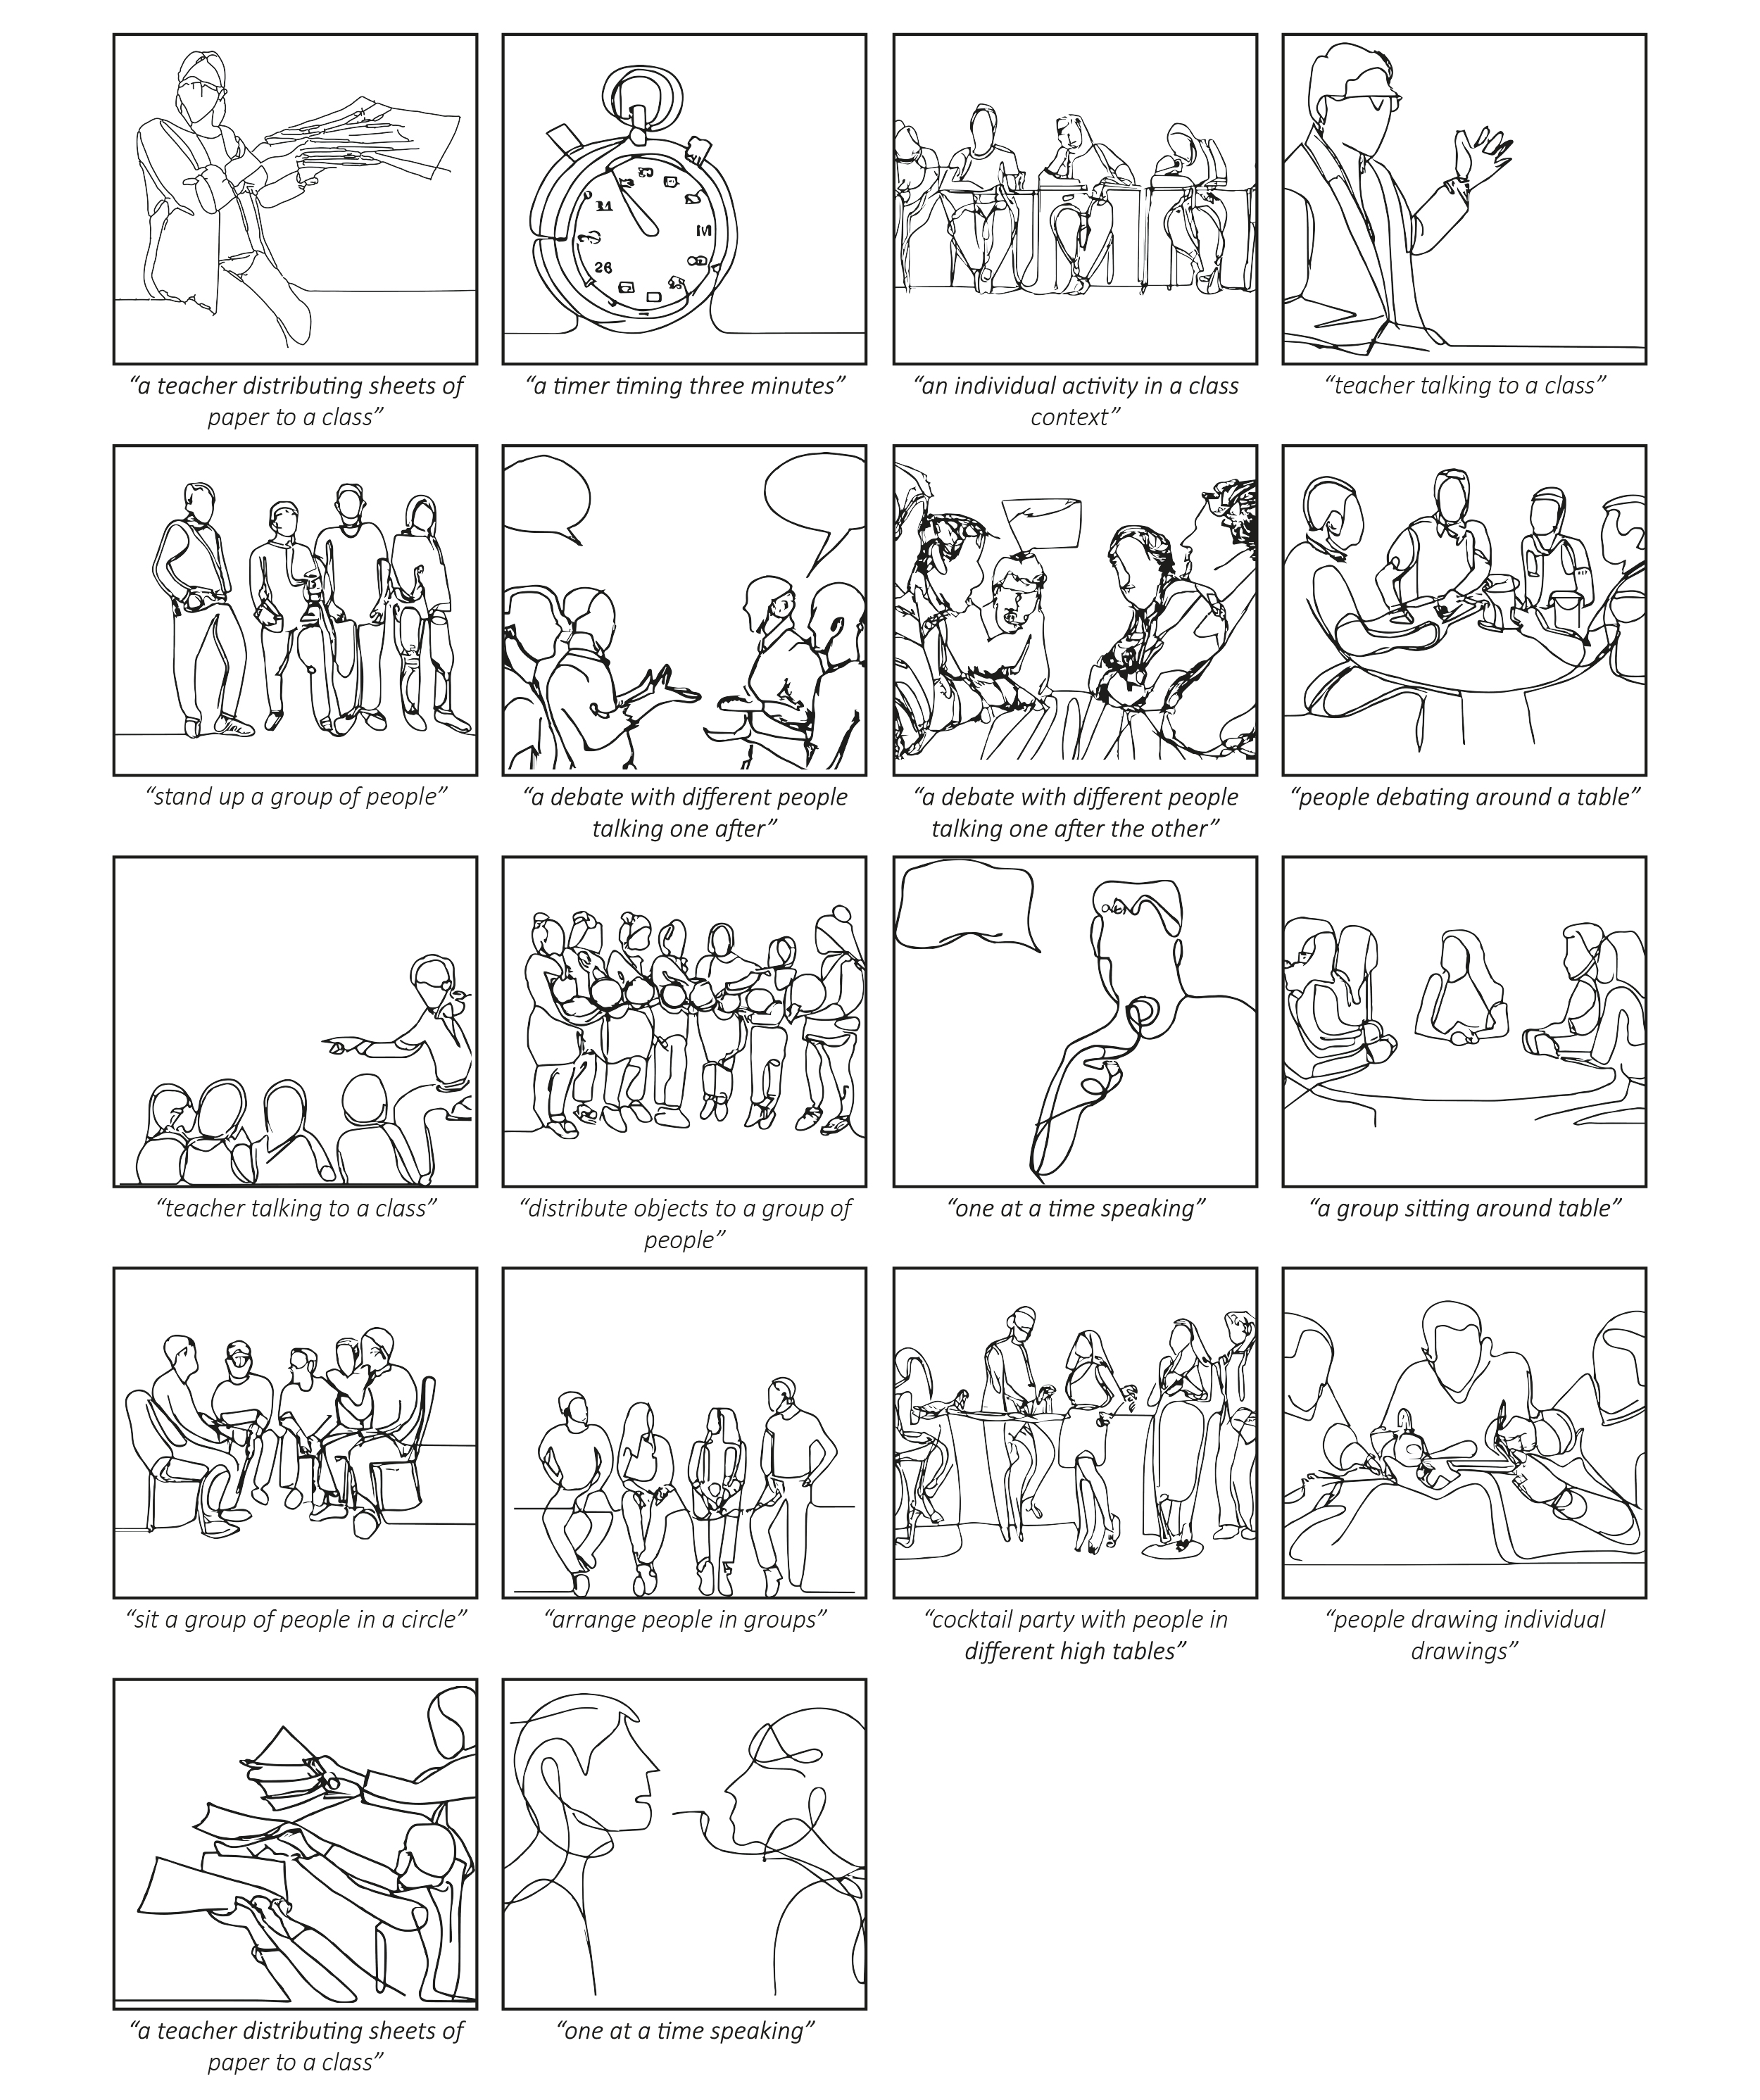 “a teacher distributing sheets of
paper to a class”
“a timer timing three minutes”
“an individual activity in a class
context”
“teacher talking to a class”
31
26
“stand up a group of people”
“a debate with different people
talking one after”
“a debate with different people
talking one after the other”
“people debating around a table”
“teacher talking to a class”
“distribute objects to a group of
people”
“one at a time speaking”
“a group sitting around table”
“sit a group of people in a circle”
“arrange people in groups”
“cocktail party with people in
different high tables”
“people drawing individual
drawings”
“a teacher distributing sheets of
paper to a class”
“one at a time speaking”